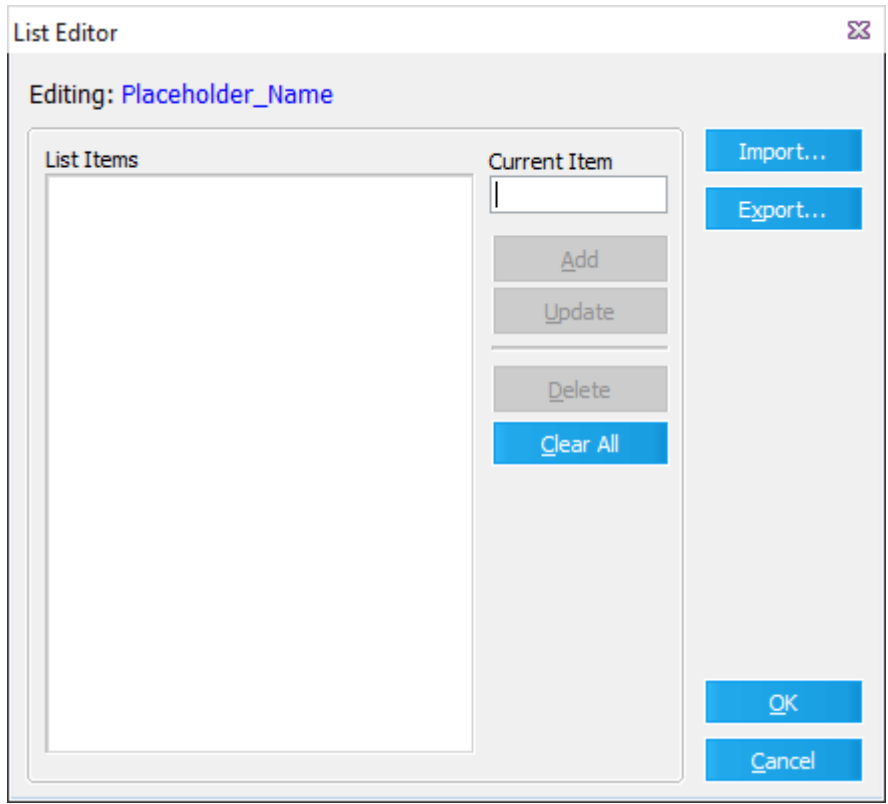 List Editor
Editing: Placeholder_Name
List Items
Current Item
Add
Update
Delete
Clear All
Import...
Export...
OK
Cancel